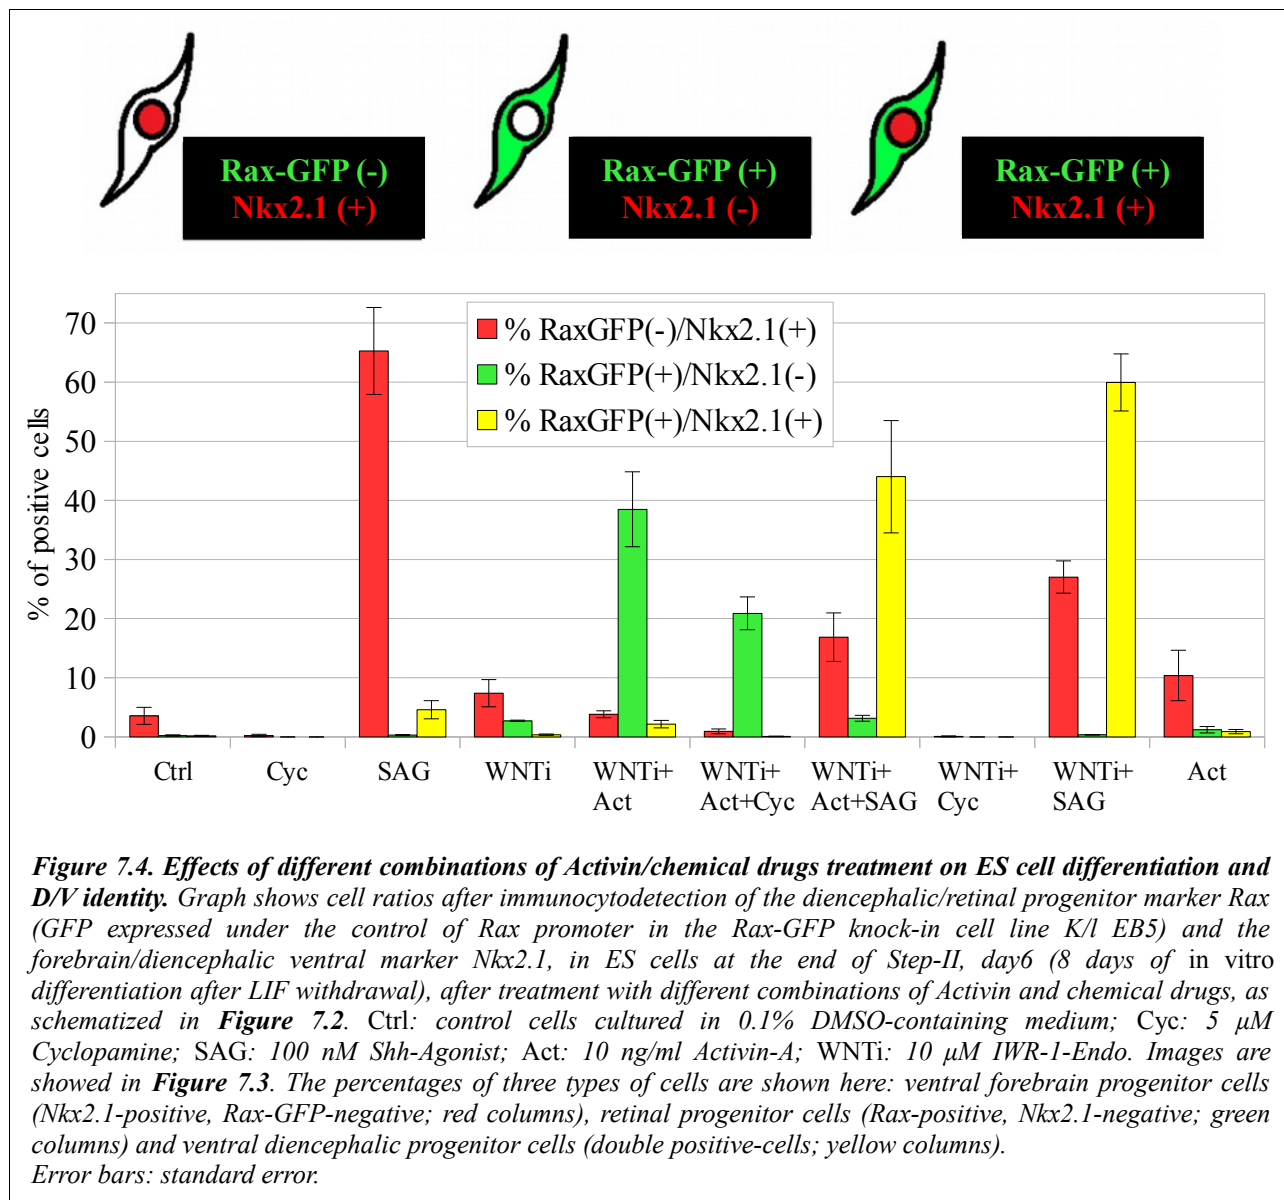 Rax-GFP (-)
Nkx2.1 (+)
Rax-GFP (+)
Nkx2.1 (-)
Rax-GFP (+)
Nkx2.1 (+)
% of positive cells
70
60
50
40
30
20
10
0
% RaxGFP(-)/Nkx2.1(+)
% RaxGFP(+)/Nkx2.1(-)
% RaxGFP(+)/Nkx2.1(+)
Ctrl
Cyc
SAG
WNTi
WNTi+
Act
WNTi+
Act+Cyc
WNTi+
Act+SAG
WNTi+
Cyc
WNTi+
SAG
Act
Figure 7.4. Effects of different combinations of Activin/chemical drugs treatment on ES cell differentiation and
D/V identity. Graph shows cell ratios after immunocytodetection of the diencephalic/retinal progenitor marker Rax
(GFP expressed under the control of Rax promoter in the Rax-GFP knock-in cell line K/l EB5) and the
forebrain/diencephalic ventral marker Nkx2.1, in ES cells at the end of Step-II, day6 (8 days of in vitro
differentiation after LIF withdrawal), after treatment with different combinations of Activin and chemical drugs, as
schematized in Figure 7.2. Ctrl: control cells cultured in 0.1% DMSO-containing medium; Cyc: 5 μM
Cyclopamine; SAG: 100 nM Shh-Agonist; Act: 10 ng/ml Activin-A; WNTi: 10 μM IWR-1-Endo. Images are
showed in Figure 7.3. The percentages of three types of cells are shown here: ventral forebrain progenitor cells
(Nkx2.1-positive, Rax-GFP-negative; red columns), retinal progenitor cells (Rax-positive, Nkx2.1-negative; green
columns) and ventral diencephalic progenitor cells (double positive-cells; yellow columns).
Error bars: standard error.